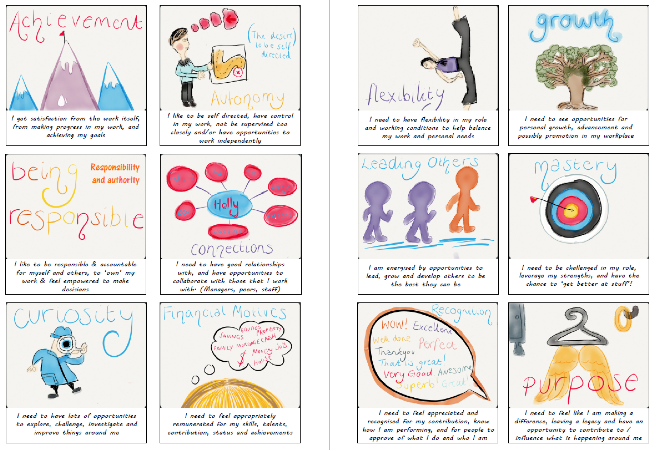 Achievement
I get satisfaction from the work itself,
from making progress in my work, and
achieving my goals
(The desire
to be self
directed)
Autonomy
I like to be self directed, have control
in my work, not be supervised too
closely and/or have opportunities to
work independently
flexibility
I need to have flexibility in my role
and working conditions to help balance
my work and personal needs
growth
I need to see opportunities for
personal growth, advancement and
possibly promotion in my workplace
being
Responsibility
and authority
responsible
I like to be responsible & accountable
for myself and others, to 'own' my
work & feel empowered to make
decisions
Holly
connections
I need to have good relationships
with, and have opportunities to
collaborate with those that I work
with (Managers, peers, staff)
Leading Others
I am energised by opportunities to
lead, grow and develop others to be
the best they can be
mastery
I need to be challenged in my role,
leverage my strengths, and have the
chance to "get better at stuff"!
curiosity
I need to have lots of opportunities
to explore, challenge, investigate and
improve things around me
Financial Motives
I need to feel appropriately
remunerated for my skills, talents,
contribution, status and achievements
Recognition
WOW! Excellent
Well done Perfect
Thankyou
That is great!
Very Good Awesome
Superb! Great!
I need to feel appreciated and
recognised for my contribution, know
how I am performing, and for people to
approve of what I do and who I am
purpose
I need to feel like I am making a
difference, leaving a legacy and have an
opportunity to contribute to /
influence what is happening around me